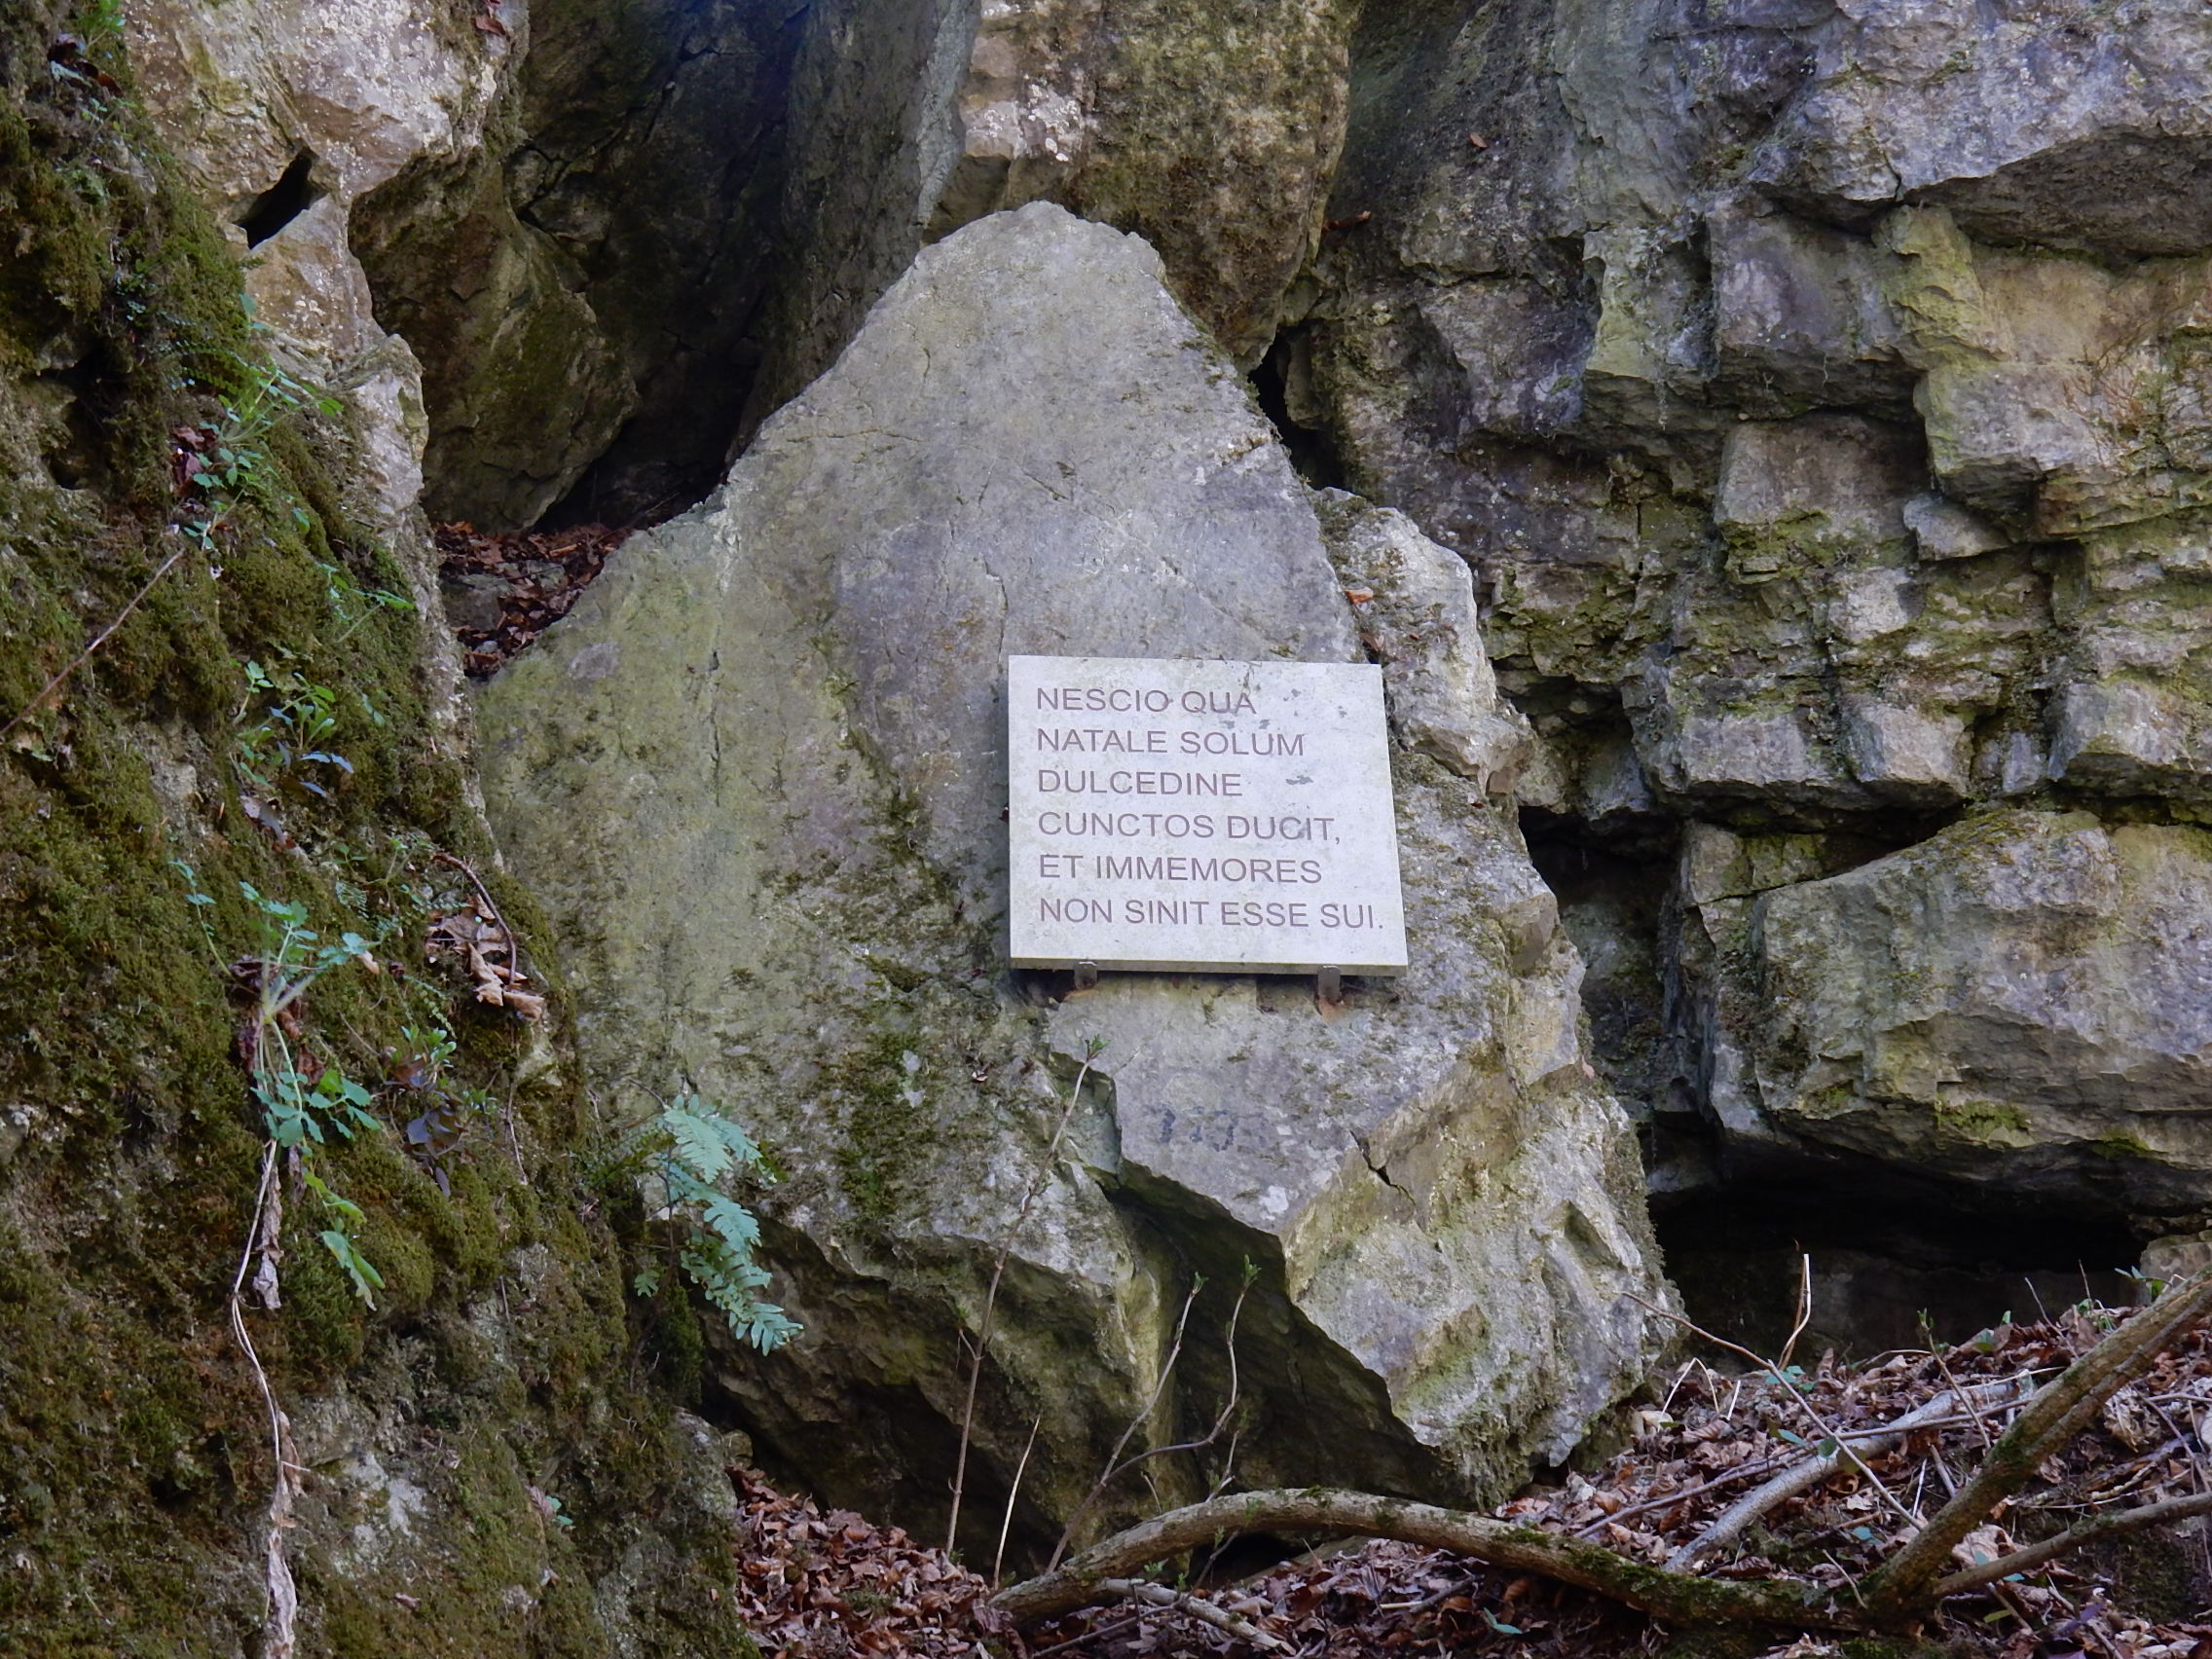 NESCIO QUA
NATALE SOLUM
DULCEDINE
CUNCTOS DUCIT,
ET IMMEMORES
NON SINIT ESSE SUI.